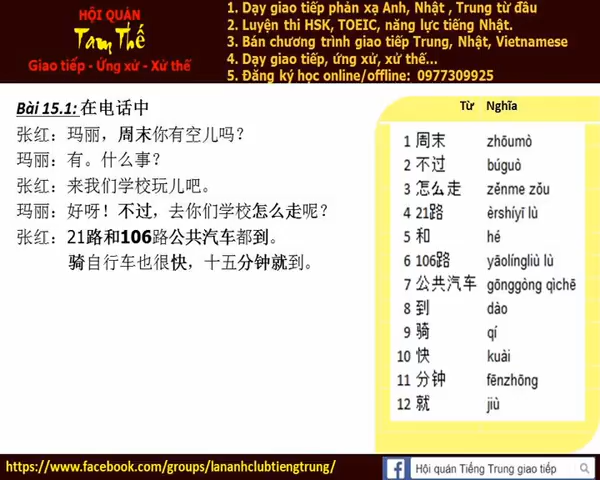 HỘI QUÁN
Tam Thế
Giao tiếp - Ứng xử - Xử thế
1. Dạy giao tiếp phản xạ Anh, Nhật , Trung từ đầu
2. Luyện thi HSK, TOEIC, năng lực tiếng Nhật.
3. Bán chương trình giao tiếp Trung, Nhật, Vietnamese
4. Dạy giao tiếp, ứng xử, xử thế...
5. Đăng ký học online/offline: 0977309925
Bài 15.1: 在电话中
张红：玛丽，周末你有空儿吗？
玛丽：有。什么事？
张红：来我们学校玩儿吧。
玛丽：好呀！不过，去你们学校怎么走呢？
张红：21路和106路公共汽车都到。
骑自行车也很快，十五分钟就到。
Từ Nghĩa
1 周末 zhōumò
2 不过 búguò
3 怎么走 zěnme zǒu
4 21路 èrshíyī lù
5 和 hé
6 106路 yāolíngliù lù
7 公共汽车 gōnggòng qìchē
8 到 dào
9 骑 qí
10 快 kuài
11 分钟 fēnzhōng
12 就 jiù
https://www.facebook.com/groups/lananhclubtiengtrung/
f Hội quán Tiếng Trung giao tiếp